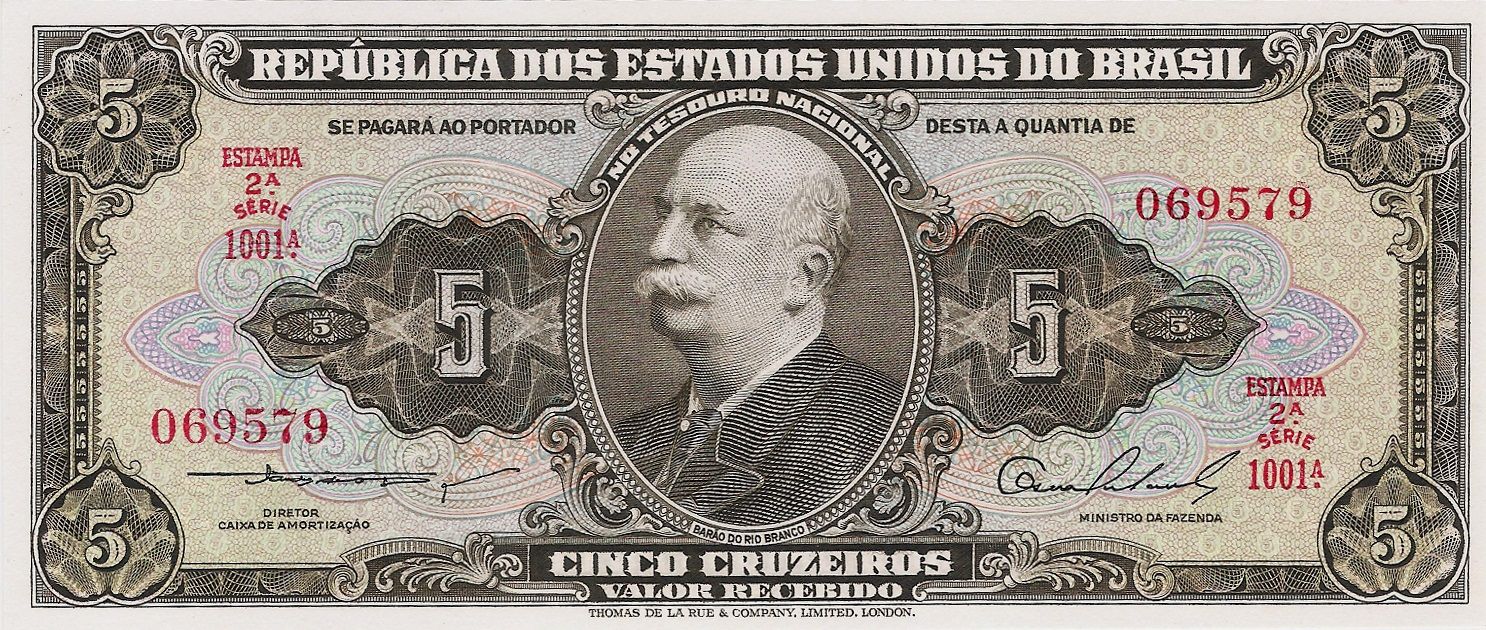 REPÚBLICA DOS ESTADOS UNIDOS DO BRASIL
5
5
SE PAGARÁ AO PORTADOR
NO TESOURO NACIONAL
DESTA A QUANTIA DE
ESTAMPA
2ª.
SÉRIE
1001ª.
069579
5
5
5
5
069579
ESTAMPA
2ª.
SÉRIE
1001ª.
DIRETOR
CAIXA DE AMORTIZAÇÃO
MINISTRO DA FAZENDA
BARÃO DO RIO BRANCO
5
5
CINCO CRUZEIROS
VALOR RECEBIDO
THOMAS DE LA RUE & COMPANY, LIMITED, LONDON.